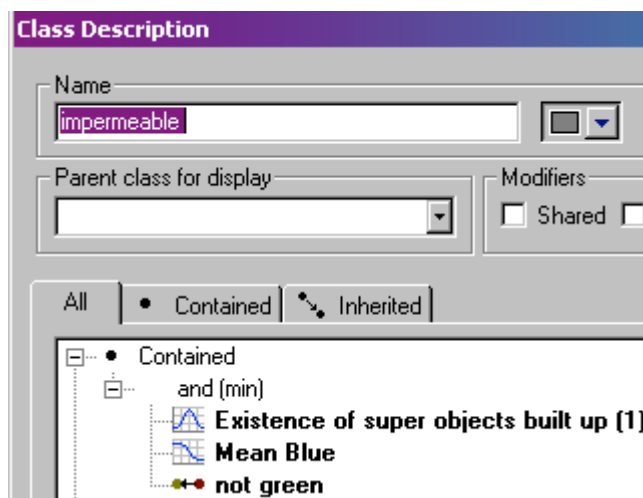 Class Description
Name
impermeable
Parent class for display
Modifiers
Shared
All
Contained
Inherited
Contained
and (min)
Existence of super objects built up (1)
Mean Blue
not green